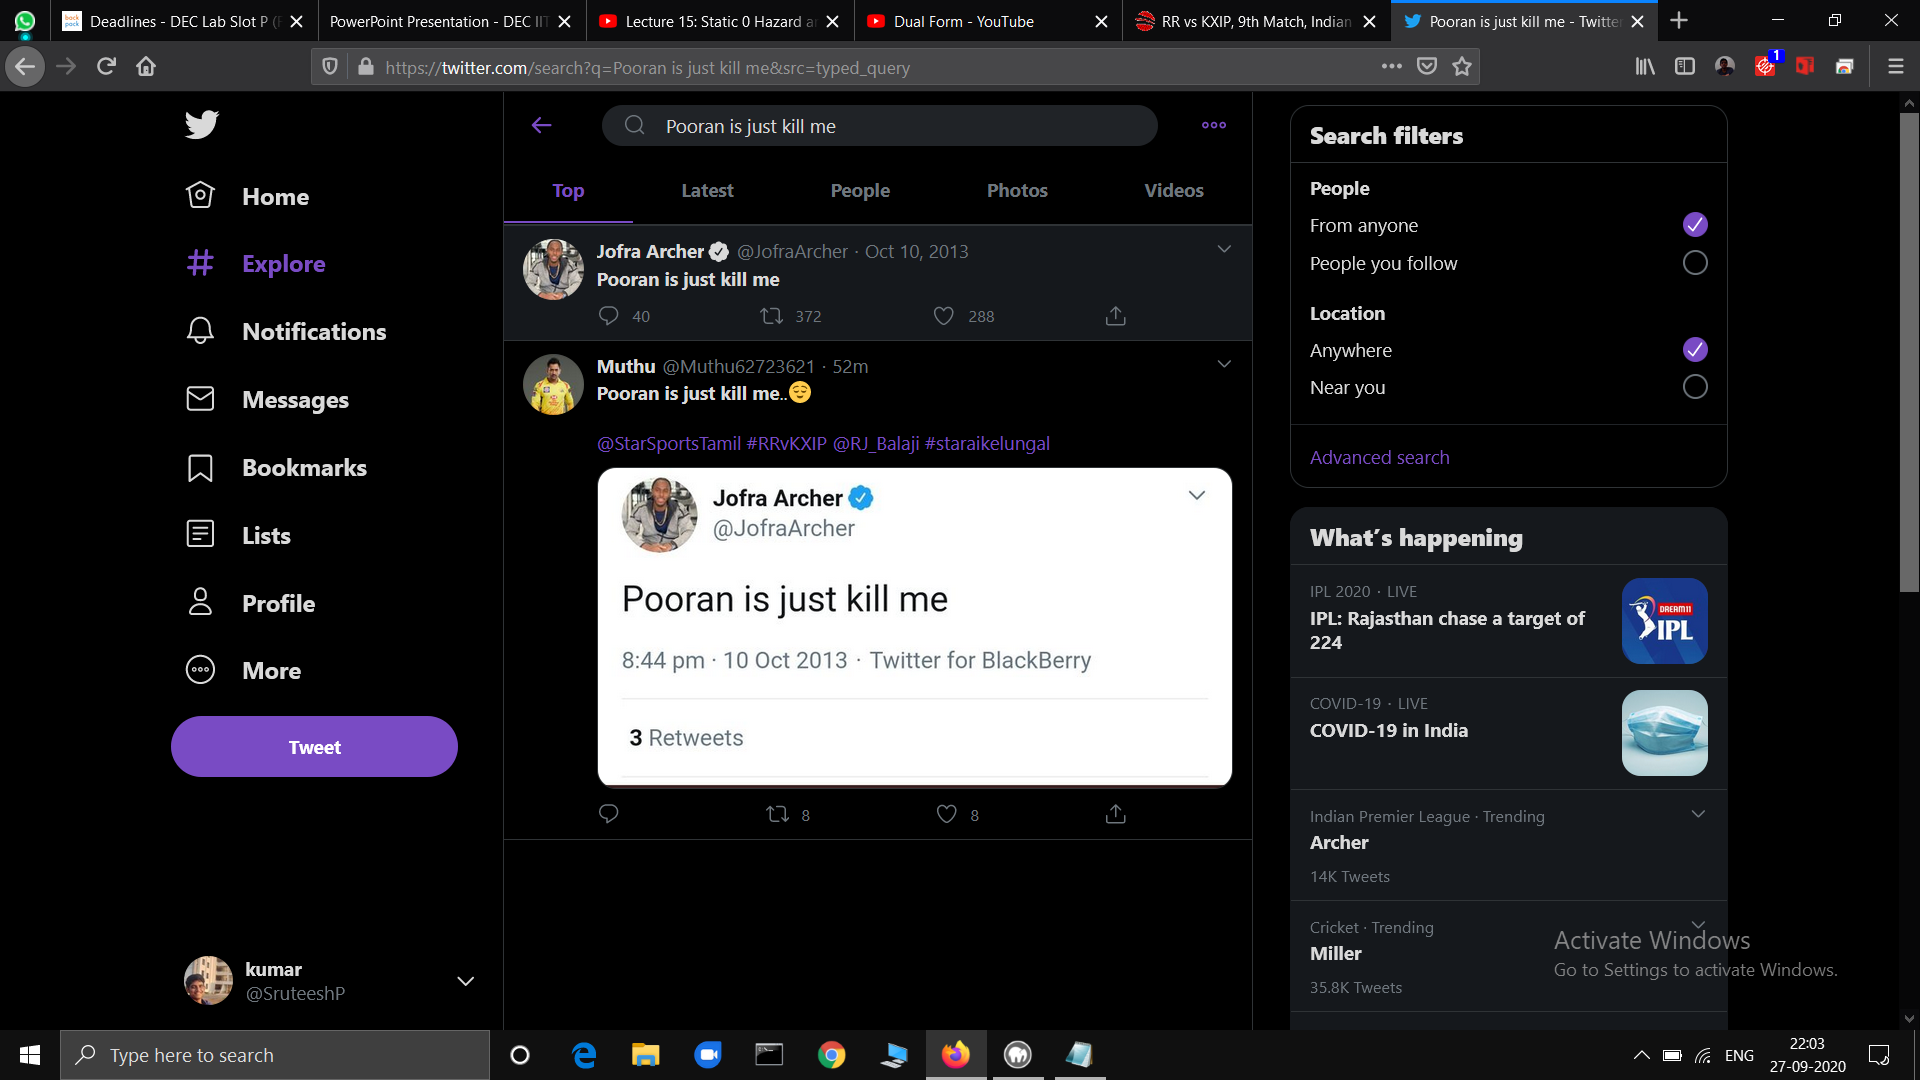 Deadlines - DEC Lab Slot P (
PowerPoint Presentation - DEC IIT
Lecture 15: Static 0 Hazard a
Dual Form - YouTube
RR vs KXIP, 9th Match, Indian
Pooran is just kill me - Twitter
https://twitter.com/search?q=Pooran is just kill me&src=typed_query
1
Home
Explore
Notifications
Messages
Bookmarks
Lists
Profile
More
Tweet
kumar
@SruteeshP
Pooran is just kill me
Top
Latest
People
Photos
Videos
Jofra Archer @JofraArcher · Oct 10, 2013
Pooran is just kill me
40
372
288
Muthu @Muthu62723621 · 52m
Pooran is just kill me..😌
@StarSportsTamil #RRvKXIP @RJ_Balaji #staraikelungal
Jofra Archer
@JofraArcher
Pooran is just kill me
8:44 pm · 10 Oct 2013 · Twitter for BlackBerry
3 Retweets
8
8
Search filters
People
From anyone
People you follow
Location
Anywhere
Near you
Advanced search
What's happening
IPL 2020 · LIVE
IPL: Rajasthan chase a target of
224
DREAM11
IPL
COVID-19 · LIVE
COVID-19 in India
Indian Premier League · Trending
Archer
14K Tweets
Cricket · Trending
Miller
35.8K Tweets
Activate Windows
Go to Settings to activate Windows.
Type here to search
ENG
22:03
27-09-2020